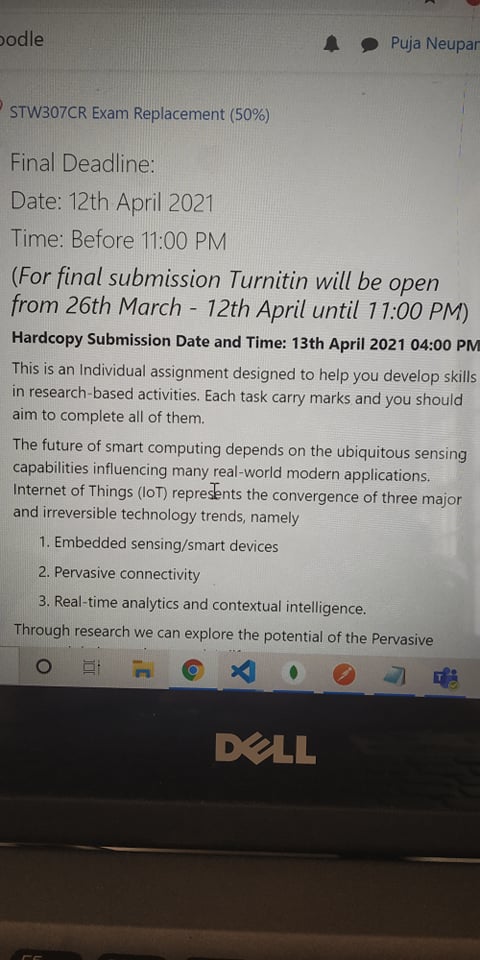 oodle
Puja Neupan
STW307CR Exam Replacement (50%)
Final Deadline:
Date: 12th April 2021
Time: Before 11:00 PM
(For final submission Turnitin will be open
from 26th March - 12th April until 11:00 PM)
Hardcopy Submission Date and Time: 13th April 2021 04:00 PM
This is an Individual assignment designed to help you develop skills
in research-based activities. Each task carry marks and you should
aim to complete all of them.
The future of smart computing depends on the ubiquitous sensing
capabilities influencing many real-world modern applications.
Internet of Things (IoT) represents the convergence of three major
and irreversible technology trends, namely
1. Embedded sensing/smart devices
2. Pervasive connectivity
3. Real-time analytics and contextual intelligence.
Through research we can explore the potential of the Pervasive
DELL